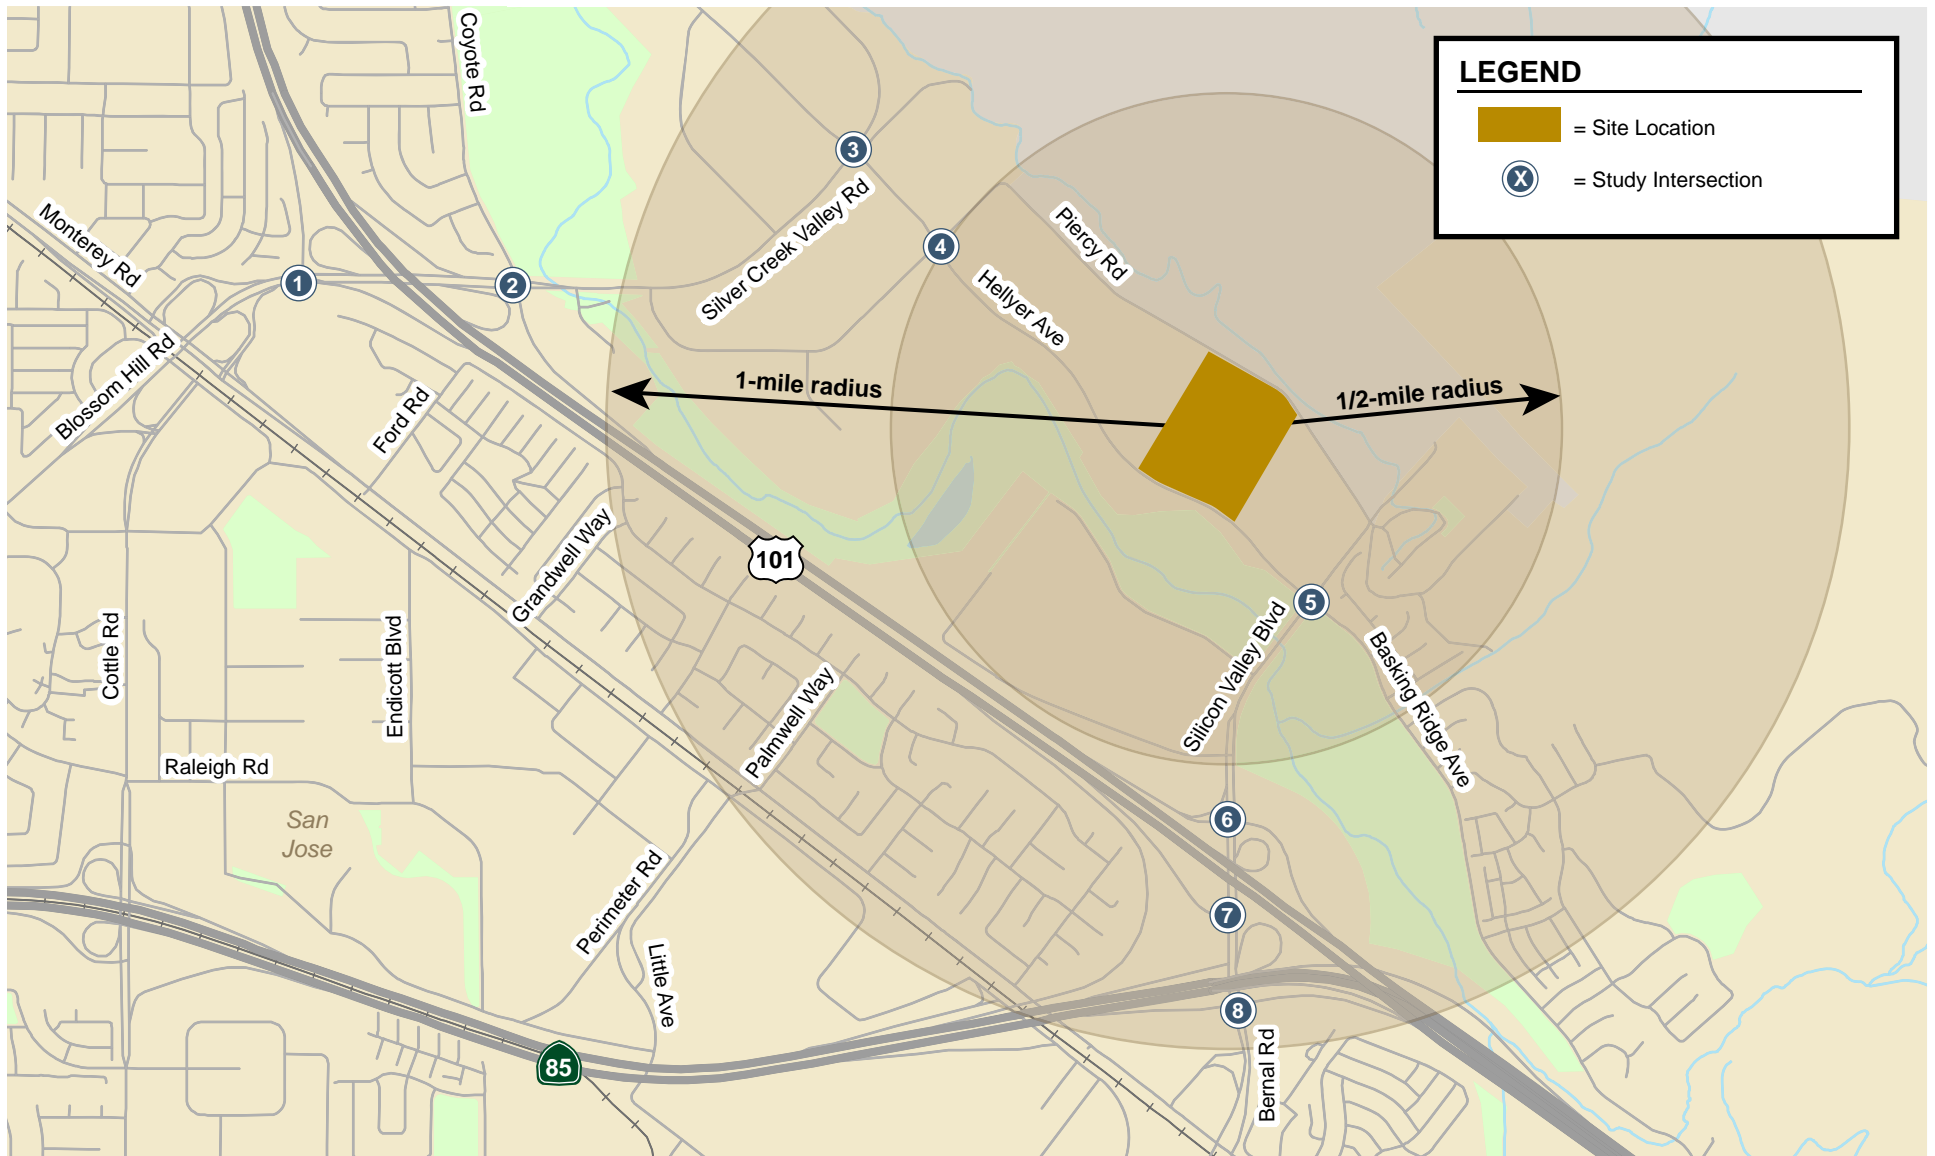 LEGEND
= Site Location
X
= Study Intersection
Coyote Rd
3
Monterey Rd
Silver Creek Valley Rd
Piercy Rd
4
1
2
Hellyer Ave
Blossom Hill Rd
1-mile radius
1/2-mile radius
Ford Rd
Grandwell Way
101
5
Cottle Rd
Endicott Blvd
Silicon Valley Blvd
Basking Ridge Ave
Palmwell Way
Raleigh Rd
San
Jose
6
Perimeter Rd
7
Little Ave
8
85
Bernal Rd